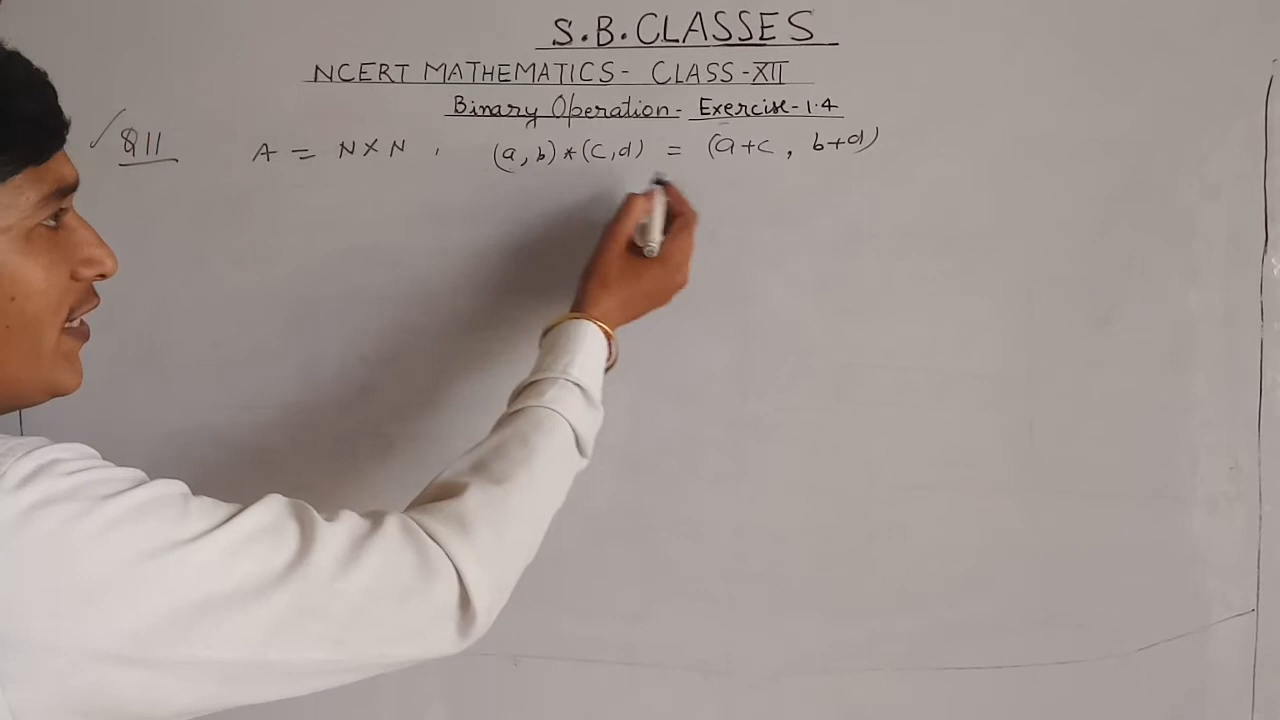 S.B. CLASSES
NCERT MATHEMATICS - CLASS - XII
Binary Operation - Exercise - 1.4
Q11 A = N×N , (a,b)*(c,d) = (a+c , b+d)